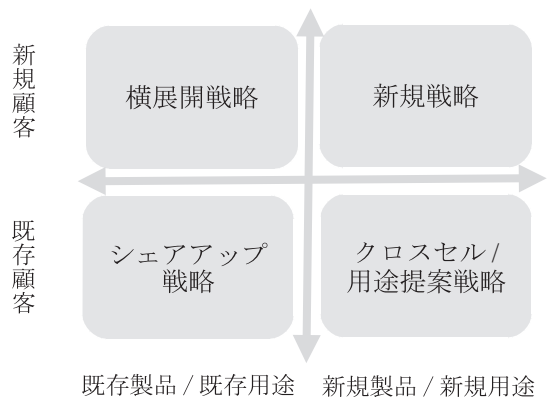 新規顧客
横展開戦略
新規戦略
既存顧客
シェアアップ
戦略
クロスセル/
用途提案戦略
既存製品/既存用途
新規製品/新規用途